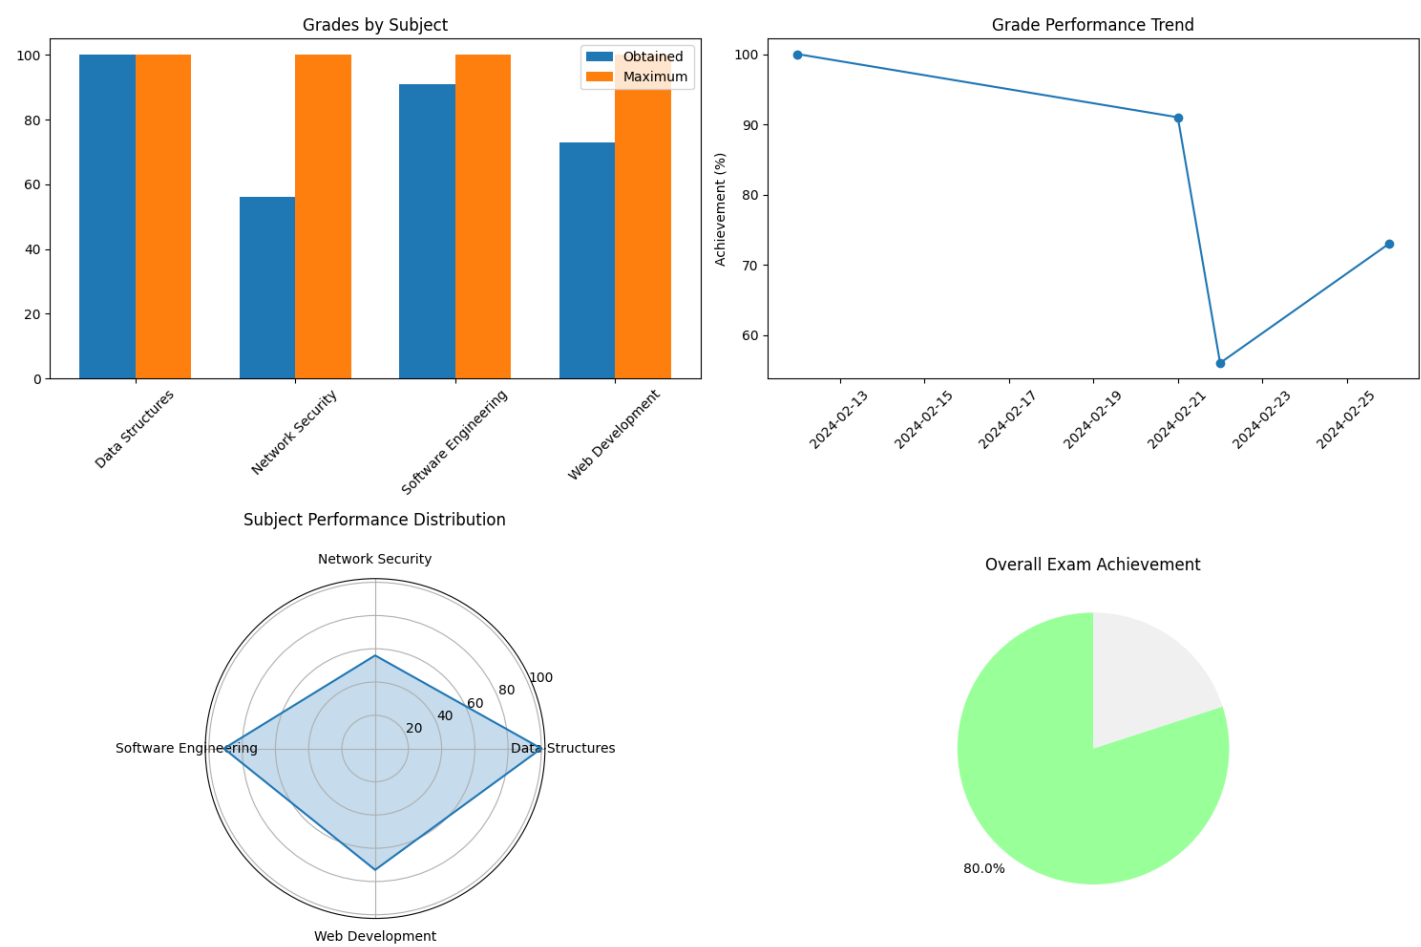 Grades by Subject
100
80
60
40
20
0
Obtained
Maximum
Data Structures
Network Security
Software Engineering
Web Development
Grade Performance Trend
Achievement (%)
100
90
80
70
60
2024-02-13
2024-02-15
2024-02-17
2024-02-19
2024-02-21
2024-02-23
2024-02-25
Subject Performance Distribution
Network Security
100
80
60
40
20
Software Engineering
Data Structures
Web Development
Overall Exam Achievement
80.0%